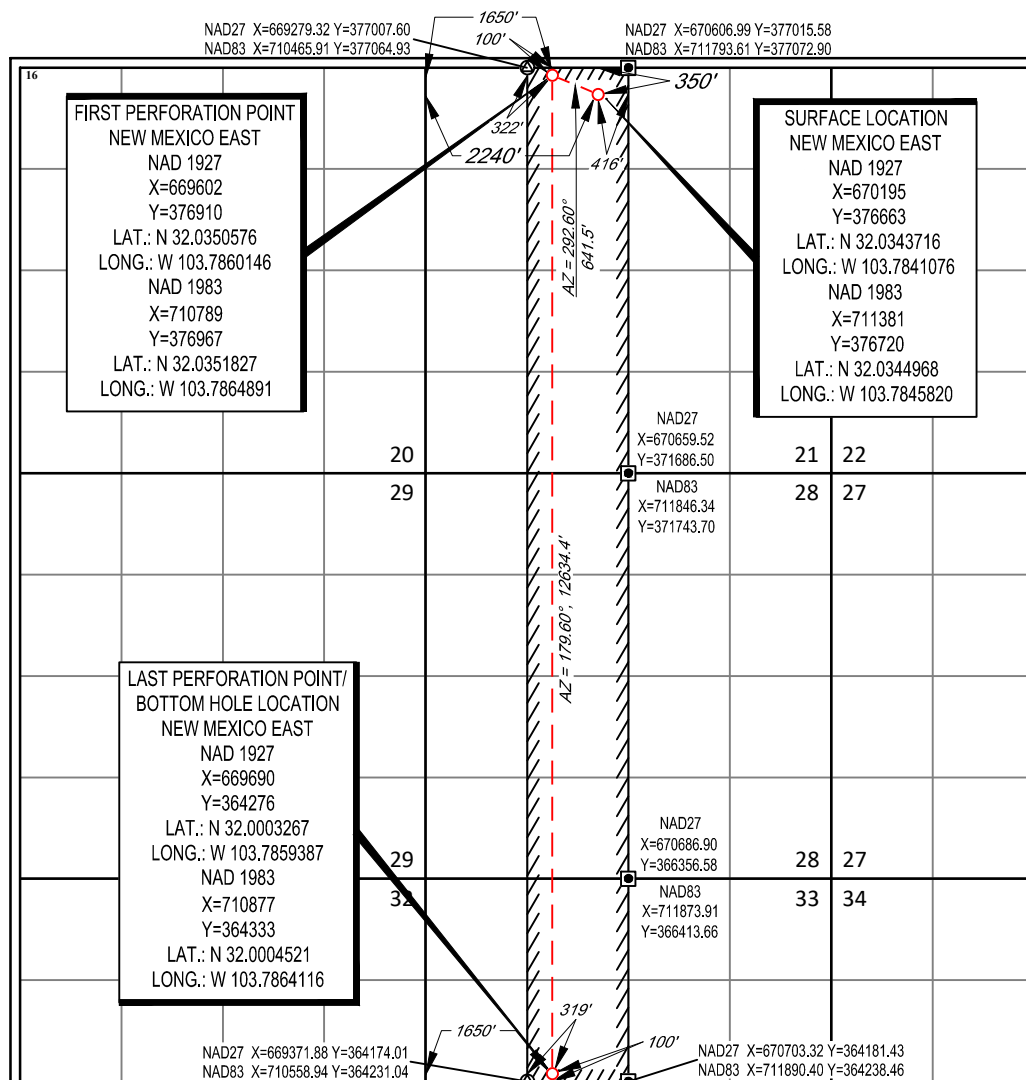 NAD27 X=669279.32 Y=377007.60
NAD83 X=710465.91 Y=377064.93
1650'
100'
NAD27 X=670606.99 Y=377015.58
NAD83 X=711793.61 Y=377072.90
16
350'
322'
2240'
416'
FIRST PERFORATION POINT
NEW MEXICO EAST
NAD 1927
X=669602
Y=376910
LAT.: N 32.0350576
LONG.: W 103.7860146
NAD 1983
X=710789
Y=376967
LAT.: N 32.0351827
LONG.: W 103.7864891
SURFACE LOCATION
NEW MEXICO EAST
NAD 1927
X=670195
Y=376663
LAT.: N 32.0343716
LONG.: W 103.7841076
NAD 1983
X=711381
Y=376720
LAT.: N 32.0344968
LONG.: W 103.7845820
AZ = 292.60°
641.5'
20
29
NAD27
X=670659.52
Y=371686.50
NAD83
X=711846.34
Y=371743.70
21 22
28 27
AZ = 179.60°, 12634.4'
LAST PERFORATION POINT/
BOTTOM HOLE LOCATION
NEW MEXICO EAST
NAD 1927
X=669690
Y=364276
LAT.: N 32.0003267
LONG.: W 103.7859387
NAD 1983
X=710877
Y=364333
LAT.: N 32.0004521
LONG.: W 103.7864116
29
32
NAD27
X=670686.90
Y=366356.58
NAD83
X=711873.91
Y=366413.66
28 27
33 34
319'
1650'
100'
NAD27 X=669371.88 Y=364174.01
NAD83 X=710558.94 Y=364231.04
NAD27 X=670703.32 Y=364181.43
NAD83 X=711890.40 Y=364238.46